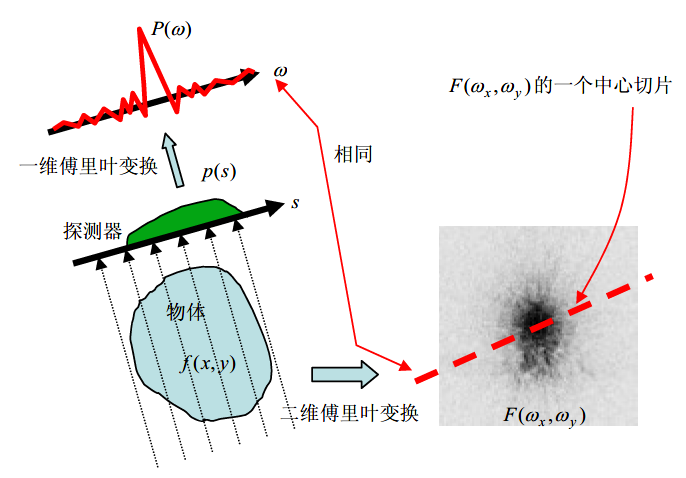 P(ω)
ω
F(ωx, ωy)的一个中心切片
相同
一维傅里叶变换
p(s)
s
探测器
物体
f(x, y)
二维傅里叶变换
F(ωx, ωy)